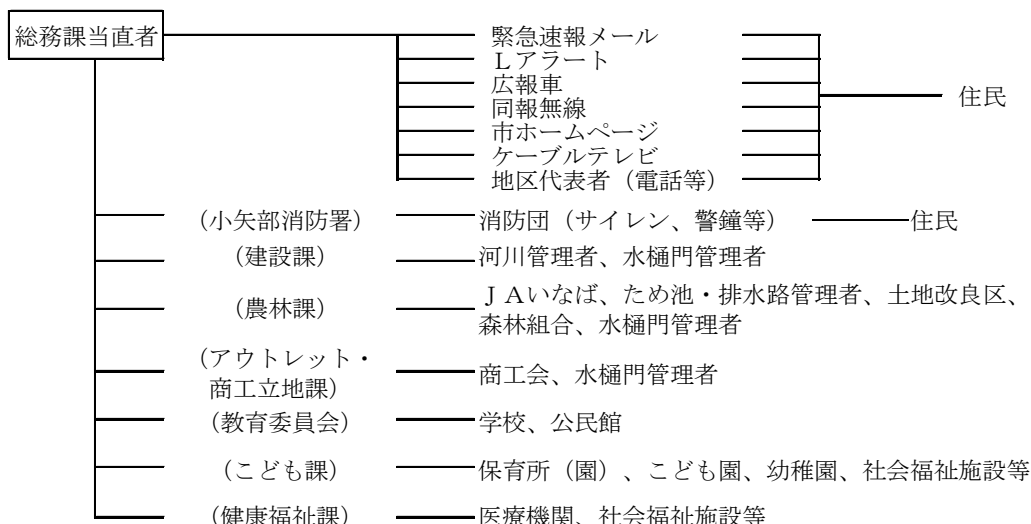 総務課当直者
緊急速報メール
Ｌアラート
広報車
同報無線
市ホームページ
ケーブルテレビ
地区代表者（電話等）
住民
（小矢部消防署）
消防団（サイレン、警鐘等）
住民
（建設課）
河川管理者、水樋門管理者
（農林課）
ＪＡいなば、ため池・排水路管理者、土地改良区、
森林組合、水樋門管理者
（アウトレット・
商工立地課）
商工会、水樋門管理者
（教育委員会）
学校、公民館
（こども課）
保育所（園）、こども園、幼稚園、社会福祉施設等
（健康福祉課）
医療機関、社会福祉施設等